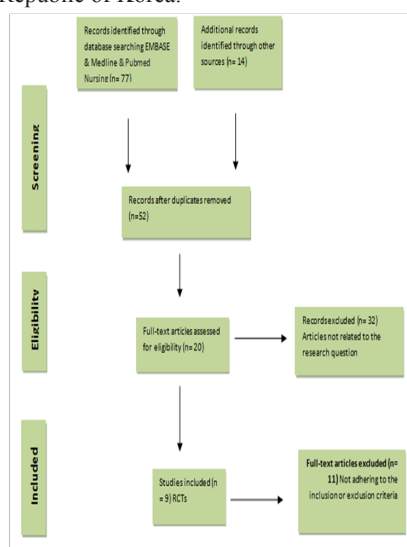 Republic of Korea.
Records identified through
database searching EMBASE
& Medline & Pubmed
Nursing (n= 77)
Additional records
identified through other
sources (n= 14)
Screening
Records after duplicates removed
(n=52)
Eligibility
Full-text articles assessed
for eligibility (n=20)
Records excluded (n= 32)
Articles not related to the
research question
Included
Studies included (n
= 9) RCTs
Full-text articles excluded (n=
11) Not adhering to the
inclusion or exclusion criteria